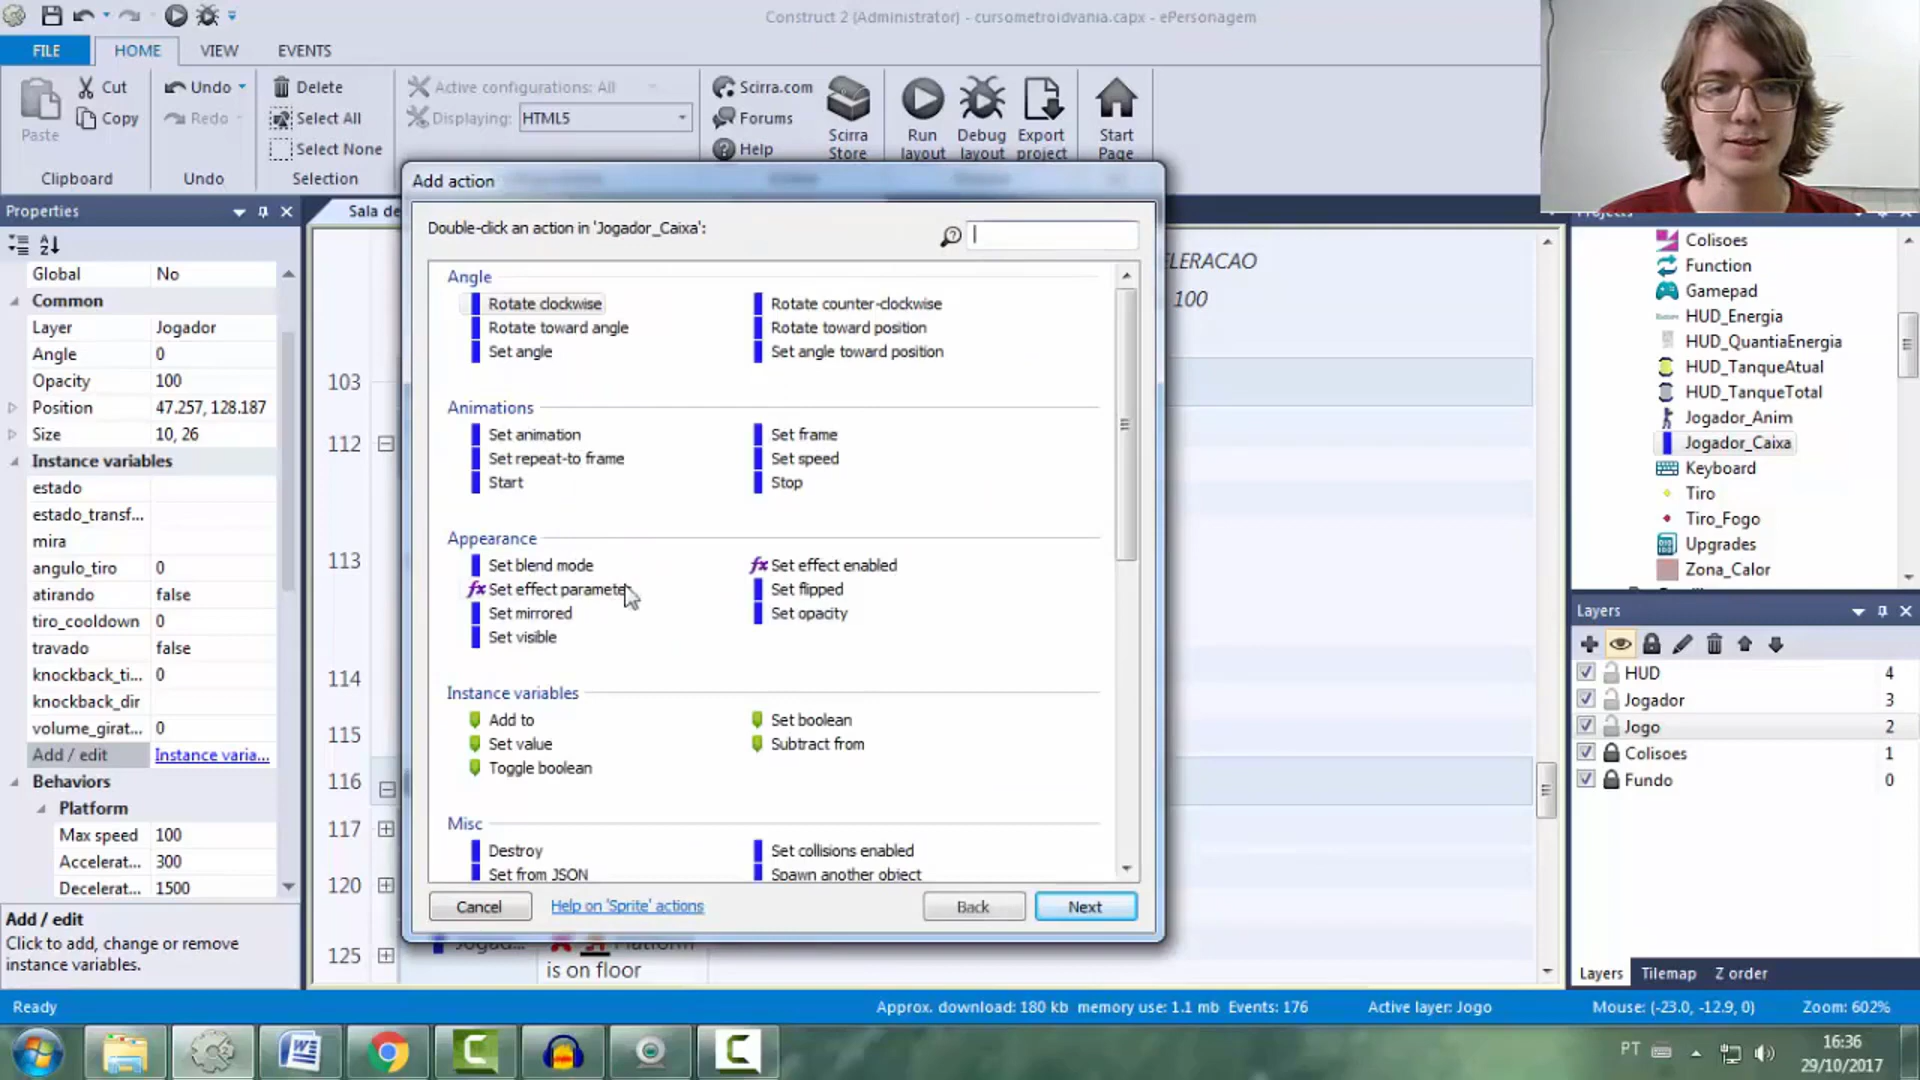 Construct 2 (Administrator) - cursometroidvania.capx - ePersonagem
FILE
HOME
VIEW
EVENTS
Paste
Cut
Copy
Clipboard
Undo
Redo
Undo
Delete
Select All
Select None
Selection
Active configurations: All
Displaying:
HTML5
Scirra.com
Forums
Help
Scirra
Store
Run
layout
Debug
layout
Export
project
Start
Page
Properties
Global No
Common
Layer Jogador
Angle 0
Opacity 100
Position 47.257, 128.187
Size 10, 26
Instance variables
estado
estado_transf...
mira
angulo_tiro 0
atirando false
tiro_cooldown 0
travado false
knockback_ti... 0
knockback_dir
volume_girat... 0
Add / edit Instance varia...
Behaviors
Platform
Max speed 100
Accelerat... 300
Decelerat... 1500
Add / edit
Click to add, change or remove
instance variables.
Sala de
103
112
113
114
115
116
117
120
125
LERACAO
100
is on floor
Add action
Double-click an action in 'Jogador_Caixa':
Angle
Rotate clockwise
Rotate counter-clockwise
Rotate toward angle
Rotate toward position
Set angle
Set angle toward position
Animations
Set animation
Set frame
Set repeat-to frame
Set speed
Start
Stop
Appearance
Set blend mode
fx Set effect enabled
fx Set effect paramete
Set flipped
Set mirrored
Set opacity
Set visible
Instance variables
Add to
Set boolean
Set value
Subtract from
Toggle boolean
Misc
Destroy
Set collisions enabled
Set from JSON
Spawn another object
Cancel
Help on 'Sprite' actions
Back
Next
Colisoes
Function
Gamepad
HUD_Energia
HUD_QuantiaEnergia
HUD_TanqueAtual
HUD_TanqueTotal
Jogador_Anim
Jogador_Caixa
Keyboard
Tiro
Tiro_Fogo
Upgrades
Zona_Calor
Layers
HUD 4
Jogador 3
Jogo 2
Colisoes 1
Fundo 0
Layers
Tilemap
Z order
Ready
Approx. download: 180 kb memory use: 1.1 mb Events: 176
Active layer: Jogo
Mouse: (-23.0, -12.9, 0)
Zoom: 602%
PT
16:36
29/10/2017